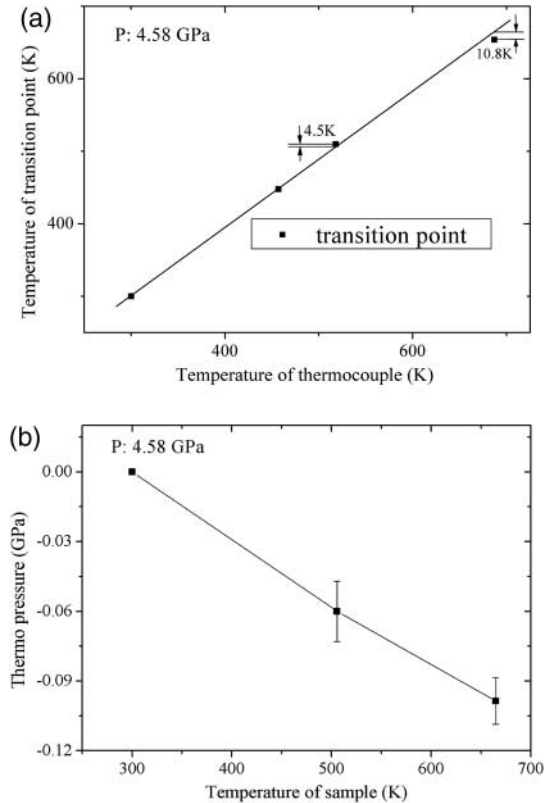 (a)
P: 4.58 GPa
Temperature of transition point (K)
600
400
10.8K
4.5K
transition point
400
600
Temperature of thermocouple (K)
(b)
P: 4.58 GPa
Thermo pressure (GPa)
0.00
-0.03
-0.06
-0.09
-0.12
300
400
500
600
700
Temperature of sample (K)